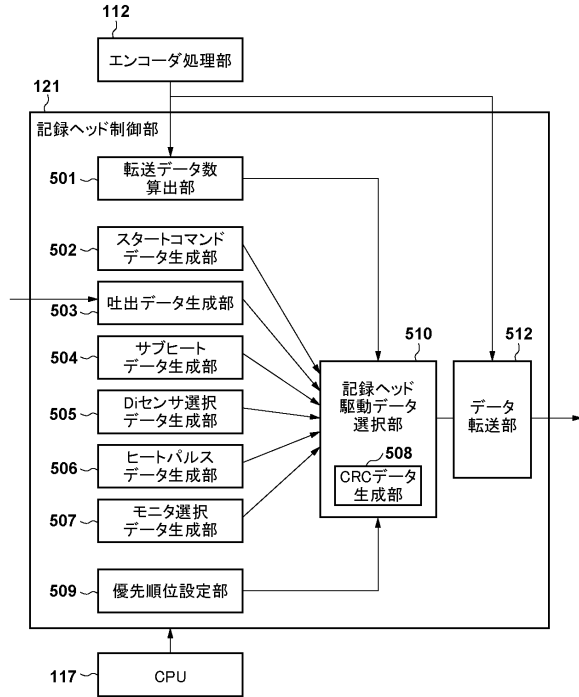 112
エンコーダ処理部
121
記録ヘッド制御部
501
転送データ数
算出部
502
スタートコマンド
データ生成部
503
吐出データ生成部
504
サブヒート
データ生成部
505
Diセンサ選択
データ生成部
506
ヒートパルス
データ生成部
507
モニタ選択
データ生成部
509
優先順位設定部
510
記録ヘッド
駆動データ
選択部
508
CRCデータ
生成部
512
データ
転送部
117
CPU